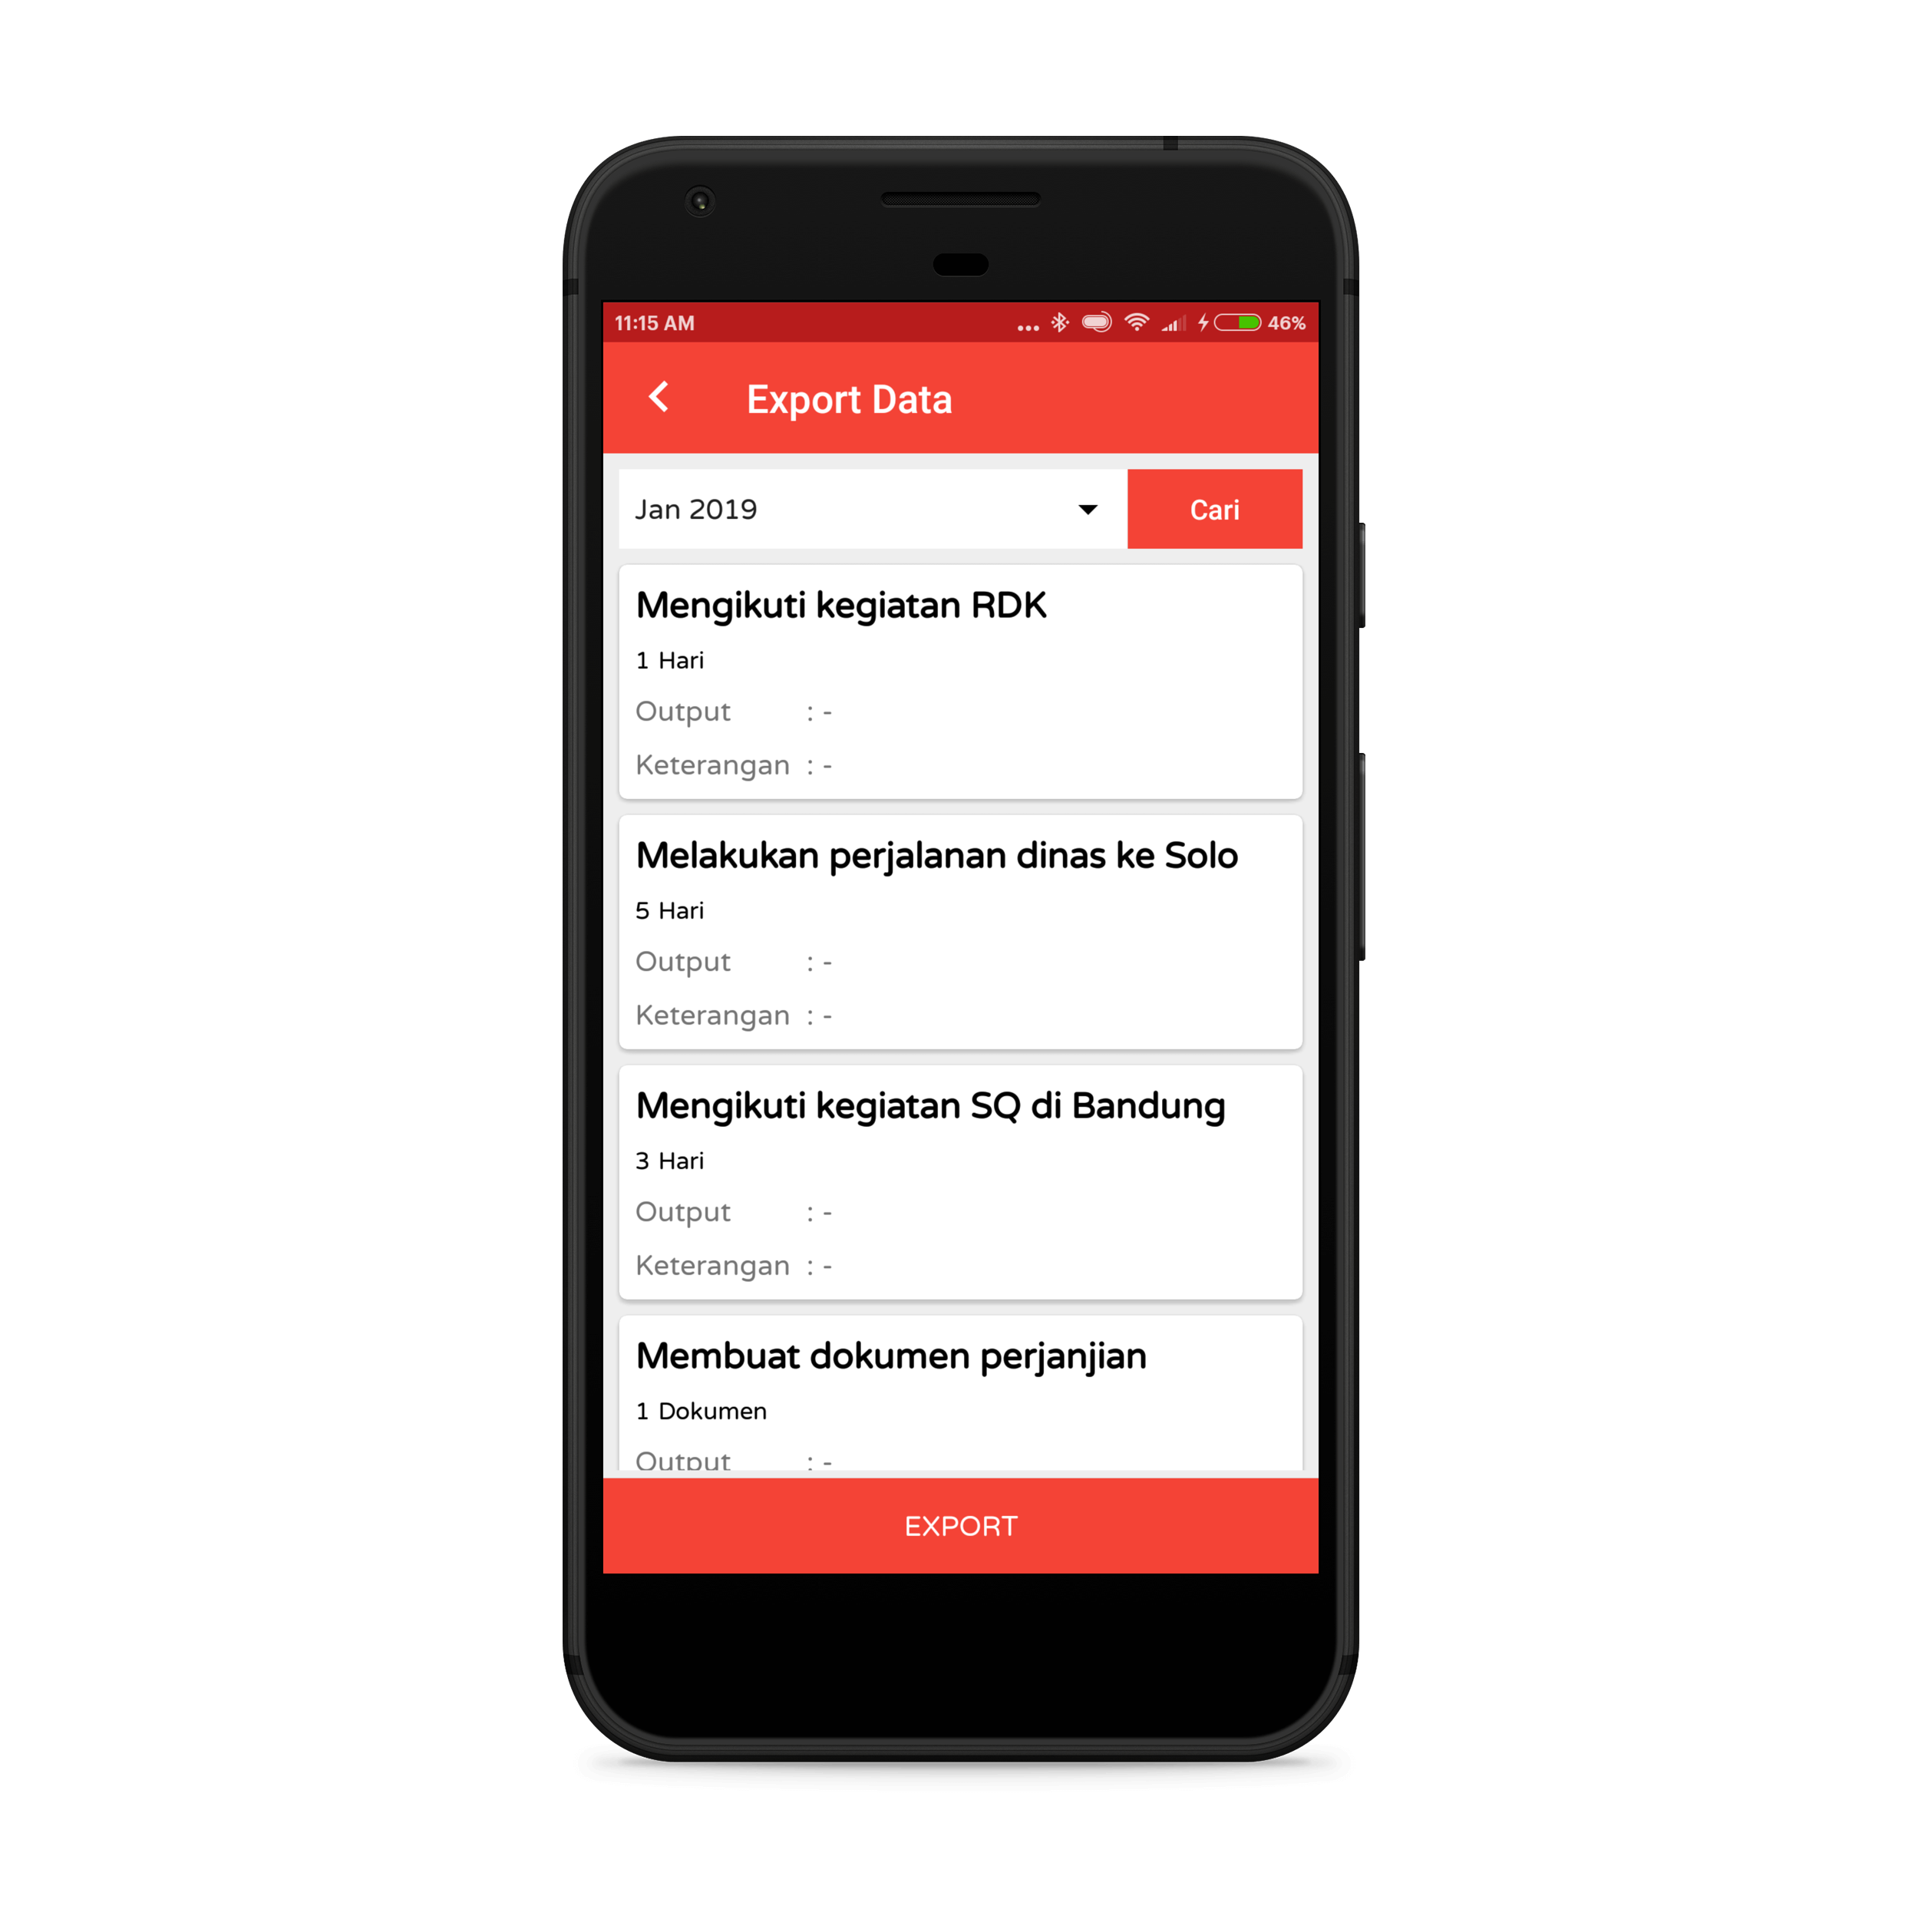 11:15 AM
46%
Export Data
Jan 2019
Cari
Mengikuti kegiatan RDK
1 Hari
Output : -
Keterangan : -
Melakukan perjalanan dinas ke Solo
5 Hari
Output : -
Keterangan : -
Mengikuti kegiatan SQ di Bandung
3 Hari
Output : -
Keterangan : -
Membuat dokumen perjanjian
1 Dokumen
Output : -
EXPORT